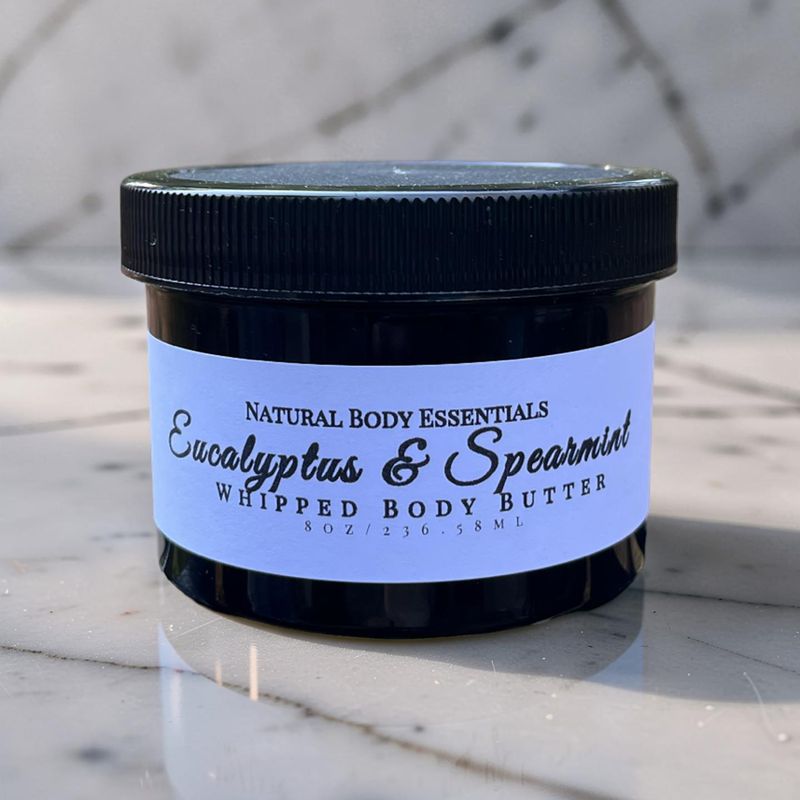 Natural Body Essentials
Eucalyptus & Spearmint
Whipped Body Butter
8oz/236.58ml